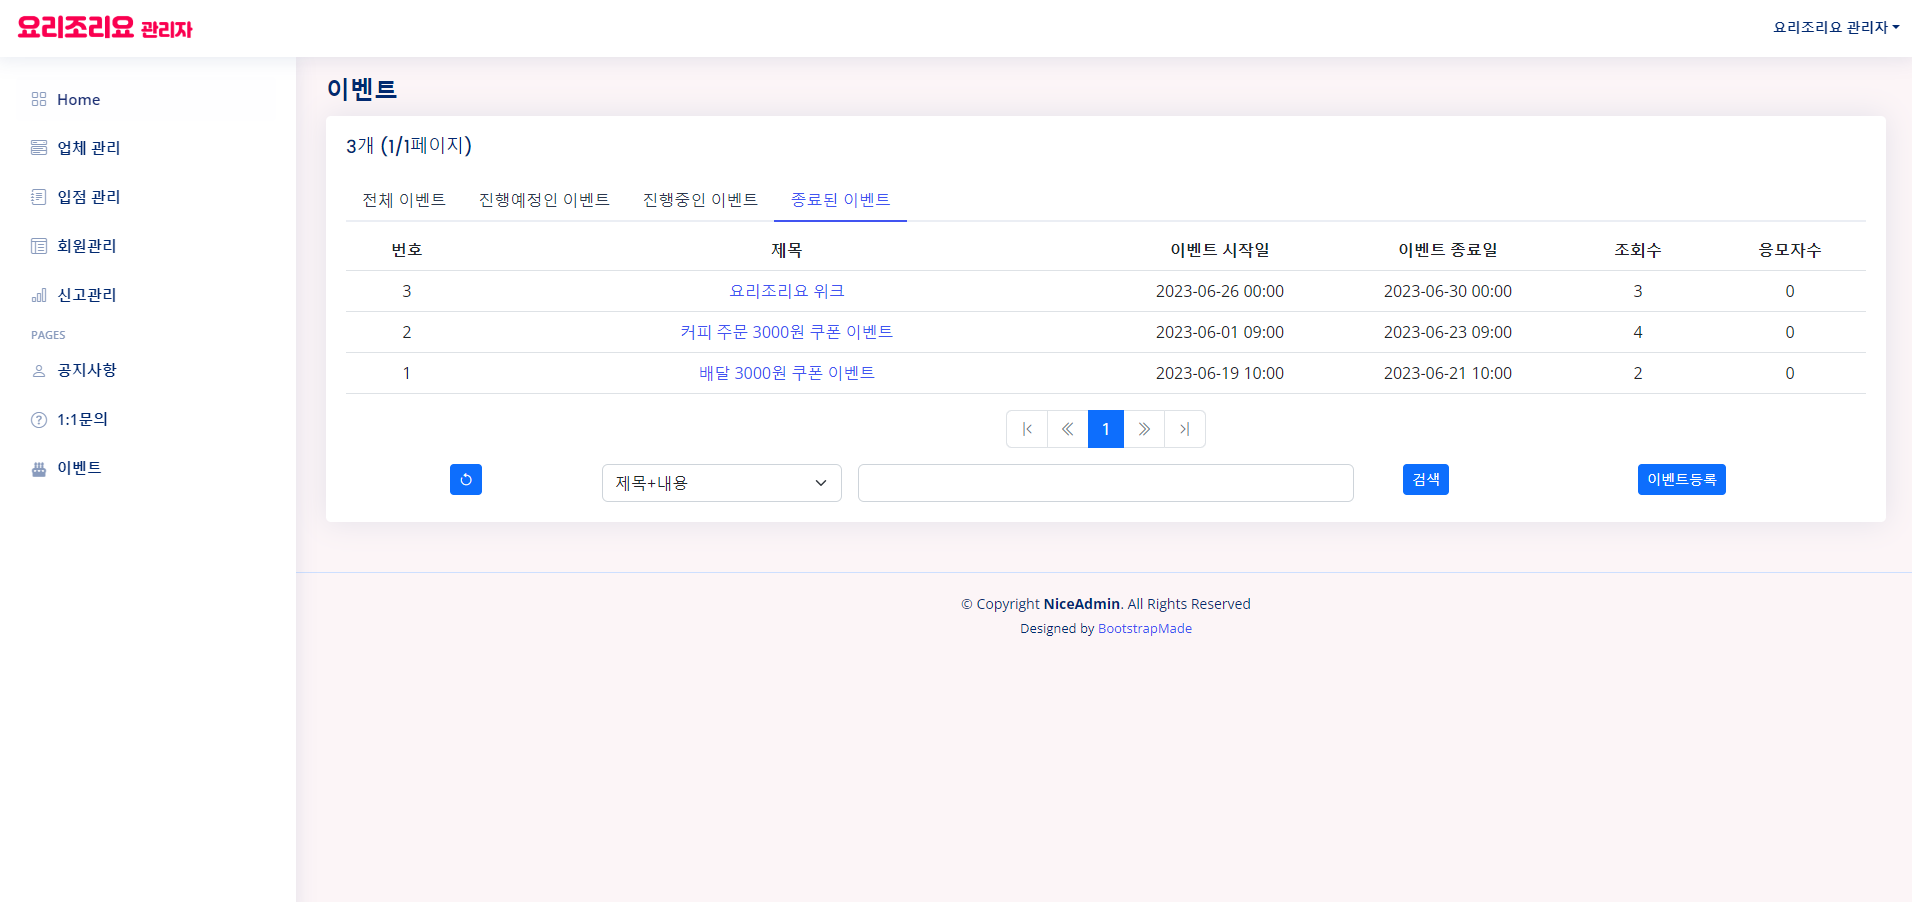 요리조리요 관리자
요리조리요 관리자
Home
업체 관리
입점 관리
회원관리
신고관리
PAGES
공지사항
1:1문의
이벤트
이벤트
3개 (1/1페이지)
전체 이벤트 진행예정인 이벤트 진행중인 이벤트 종료된 이벤트
번호 제목 이벤트 시작일 이벤트 종료일 조회수 응모자수
3 요리조리요 위크 2023-06-26 00:00 2023-06-30 00:00 3 0
2 커피 주문 3000원 쿠폰 이벤트 2023-06-01 09:00 2023-06-23 09:00 4 0
1 배달 3000원 쿠폰 이벤트 2023-06-19 10:00 2023-06-21 10:00 2 0
1
제목+내용 검색 이벤트등록
© Copyright NiceAdmin. All Rights Reserved
Designed by BootstrapMade